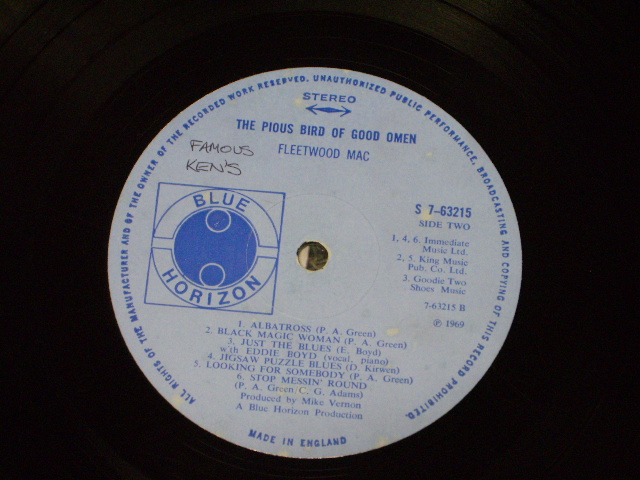 ALL RIGHTS OF THE MANUFACTURER AND OF THE OWNER OF THE RECORDED WORK RESERVED. UNAUTHORIZED PUBLIC PERFORMANCE, BROADCASTING AND COPYING OF THIS RECORD PROHIBITED.
STEREO
THE PIOUS BIRD OF GOOD OMEN
FLEETWOOD MAC
FAMOUS
KEN'S
BLUE
HORIZON
S 7-63215
SIDE TWO
1, 4, 6. Immediate
Music Ltd.
2, 5. King Music
Pub. Co. Ltd.
3. Goodie Two
Shoes Music
7-63215 B
℗ 1969
1. ALBATROSS (P. A. Green)
2. BLACK MAGIC WOMAN (P. A. Green)
3. JUST THE BLUES (E. Boyd)
with EDDIE BOYD (vocal, piano)
4. JIGSAW PUZZLE BLUES (D. Kirwen)
5. LOOKING FOR SOMEBODY (P. A. Green)
6. STOP MESSIN' ROUND
(P. A. Green/C. G. Adams)
Produced by Mike Vernon
A Blue Horizon Production
MADE IN ENGLAND